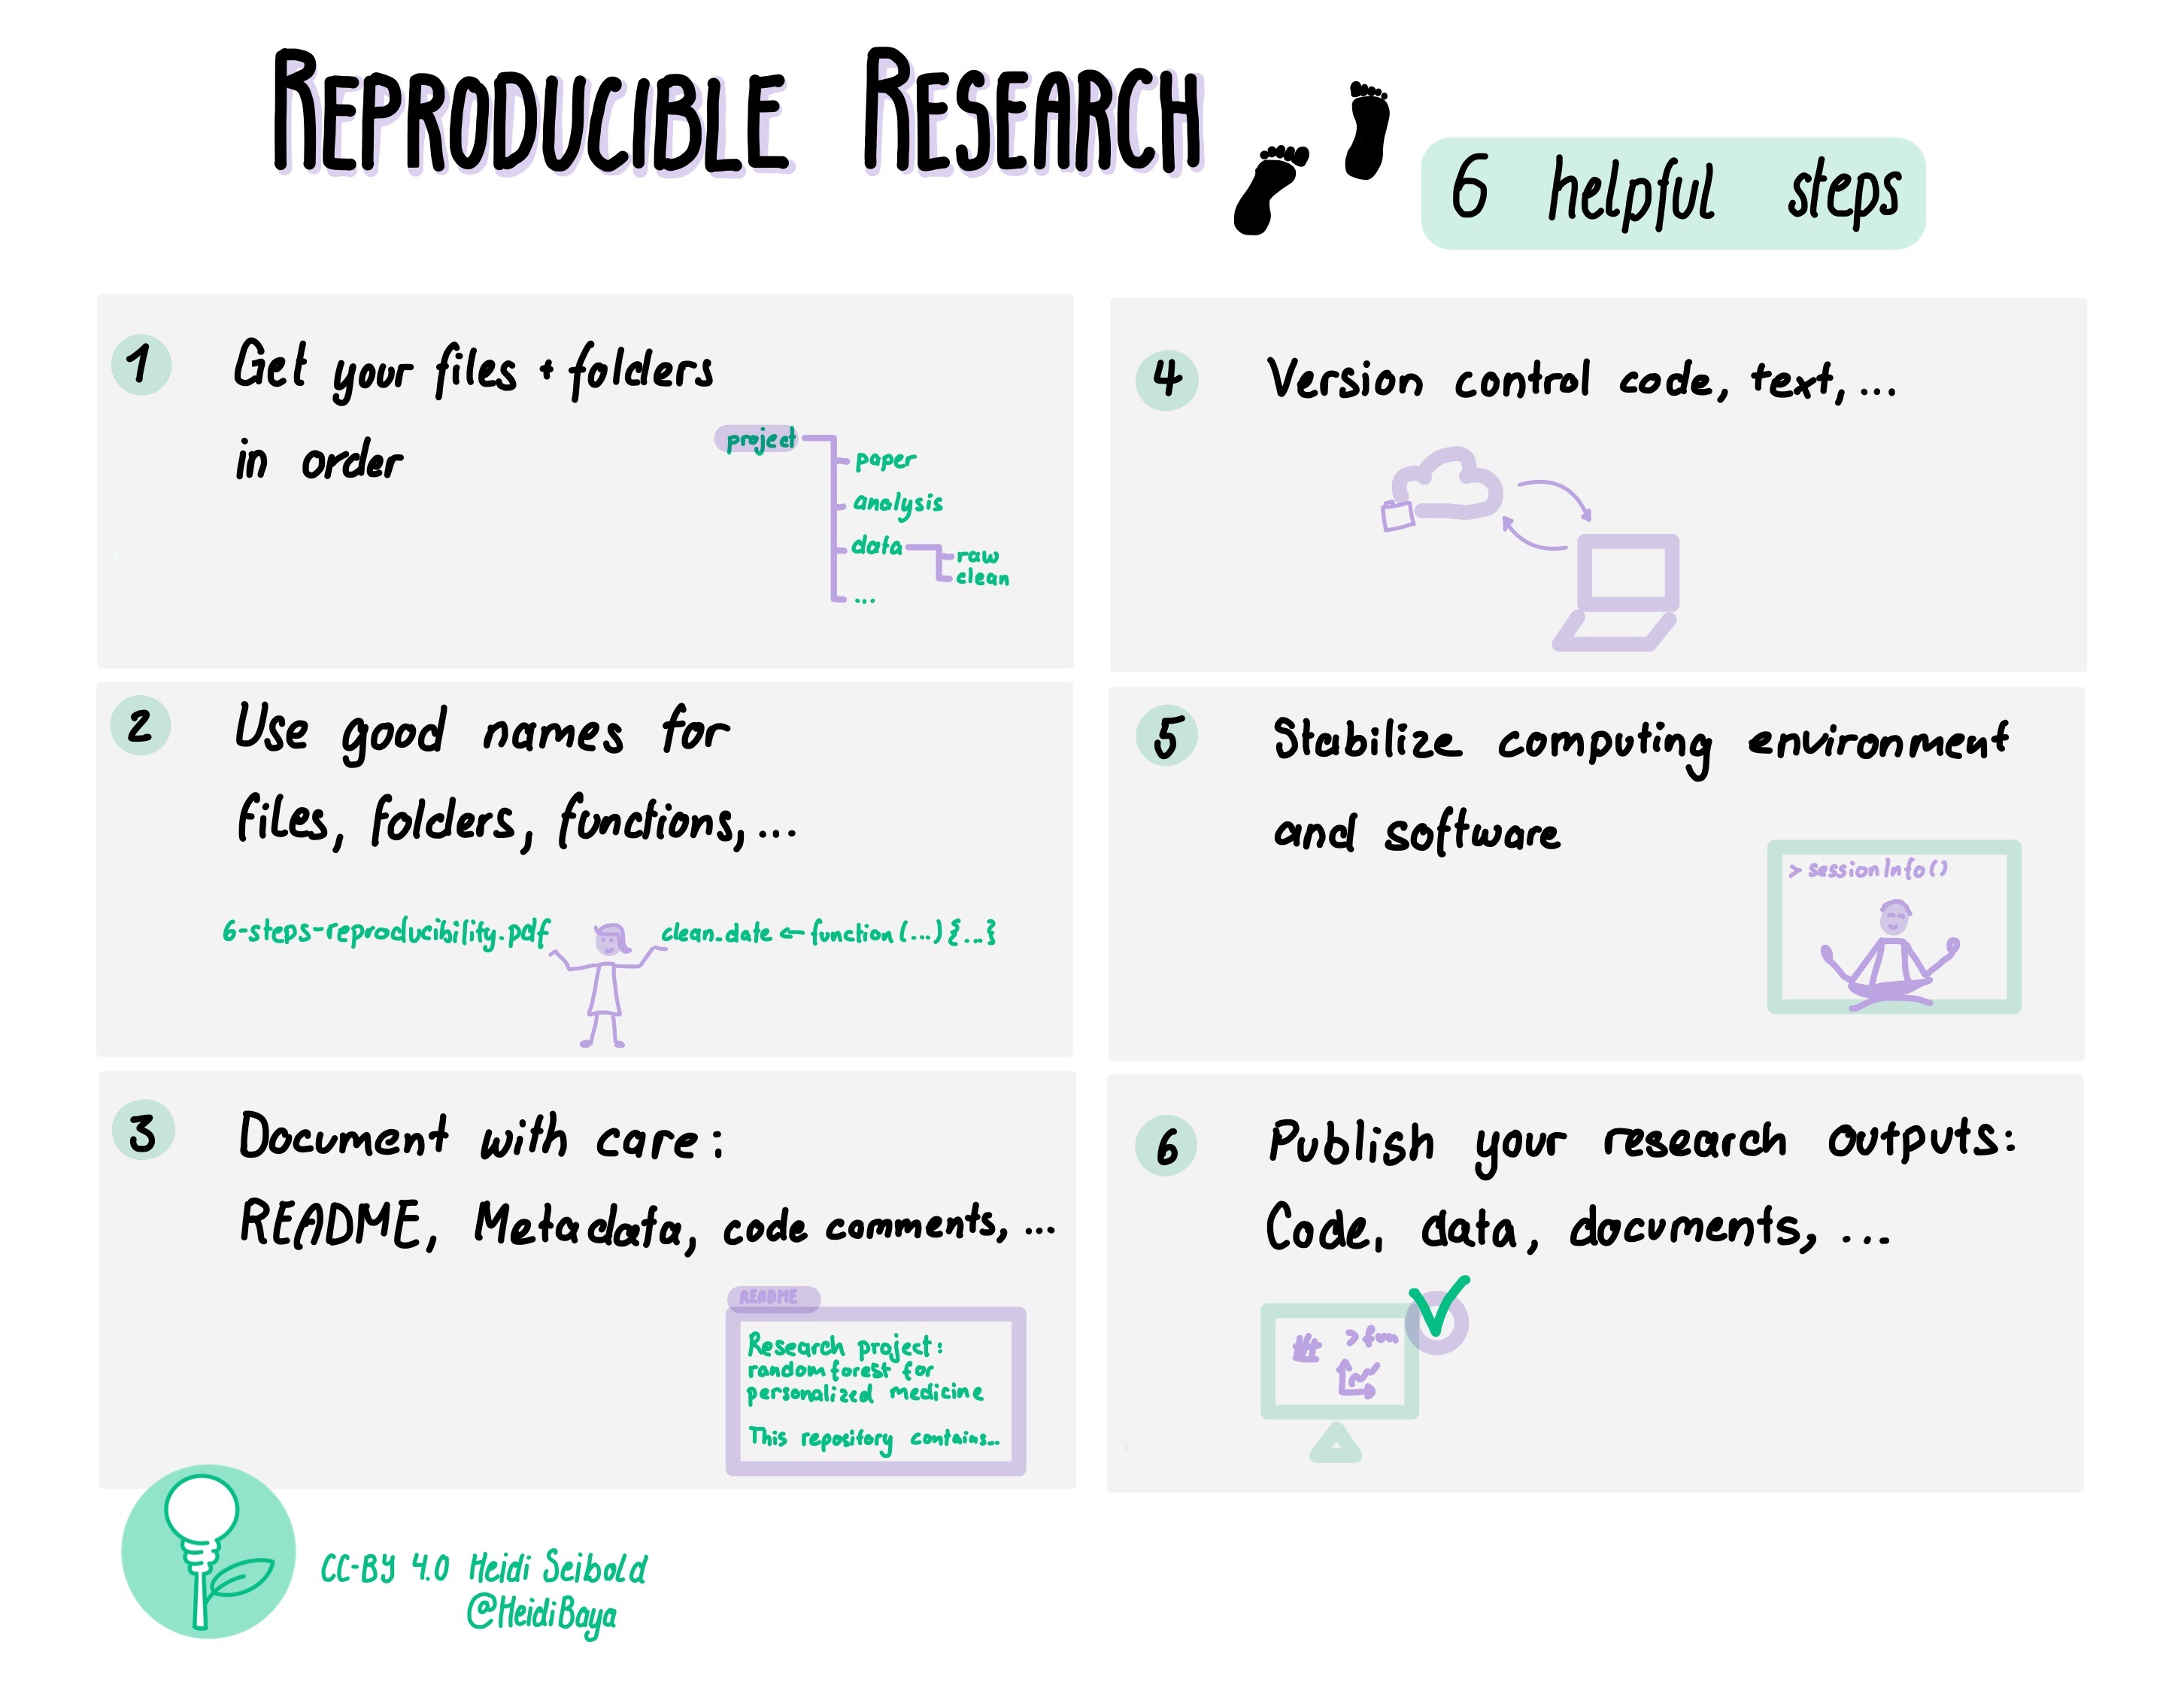 REPRODUCIBLE RESEARCH
6 helpful steps
1 Get your files + folders
in order
project
paper
analysis
data
raw
clean
...
2 Use good names for
files, folders, functions, ...
6-steps-reproducibility.pdf
clean_date <- function (...) {...}
3 Document with care:
README, Metadata, code comments, ...
README
Research project:
random forest for
personalized medicine
This repository contains...
4 Version control code, text, ...
5 Stabilize computing environment
and software
> sessionInfo()
6 Publish your research outputs:
Code, data, documents, ...
#
CC-BY 4.0 Heidi Seibold
@HeidiBaya